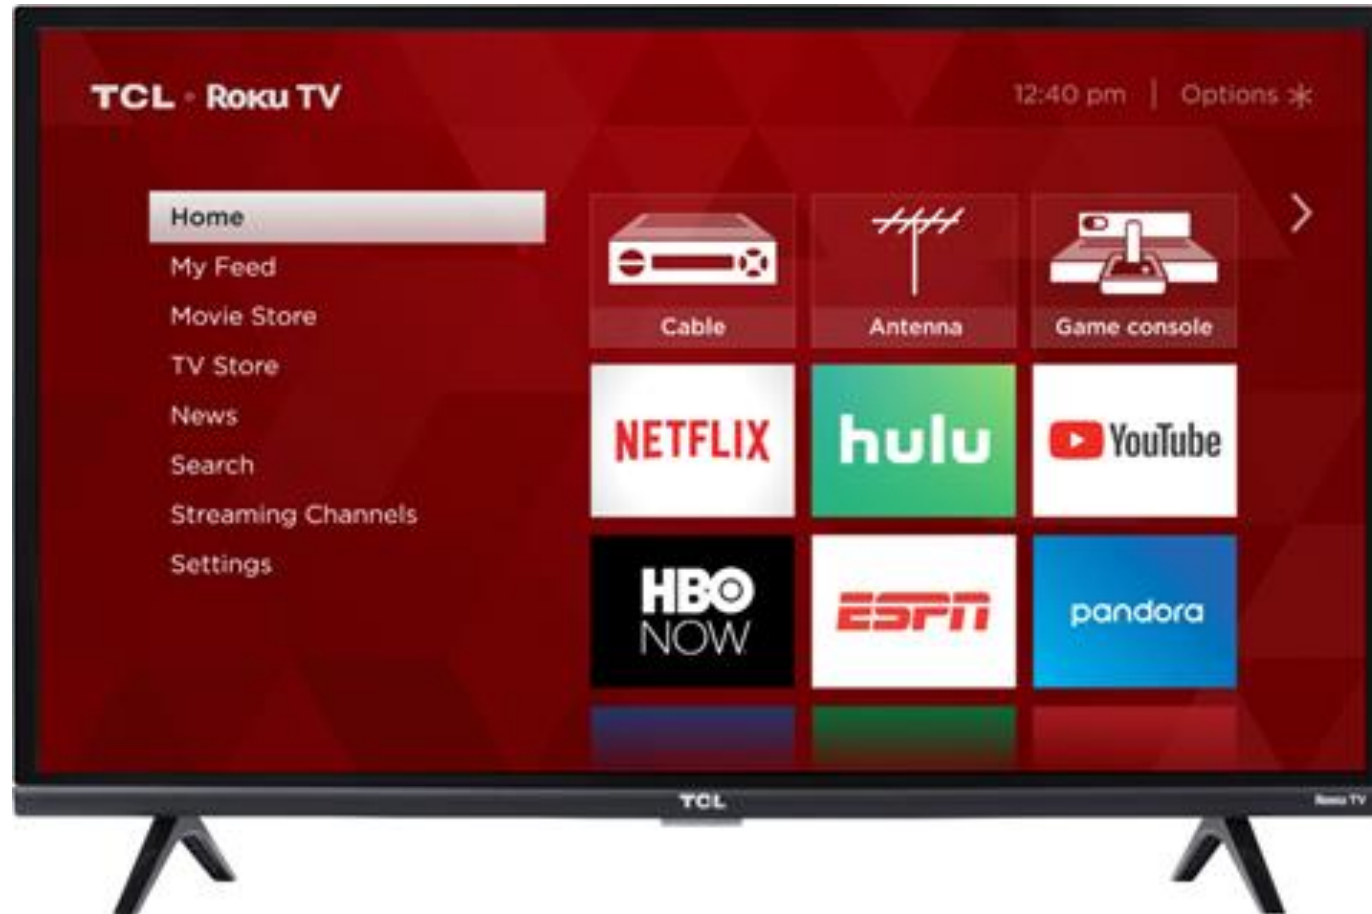 TCL • Roku TV
12:40 pm | Options
Home
My Feed
Movie Store
TV Store
News
Search
Streaming Channels
Settings
Cable
Antenna
Game console
NETFLIX
hulu
YouTube
HBO
NOW
ESPN
pandora
TCL
Roku TV